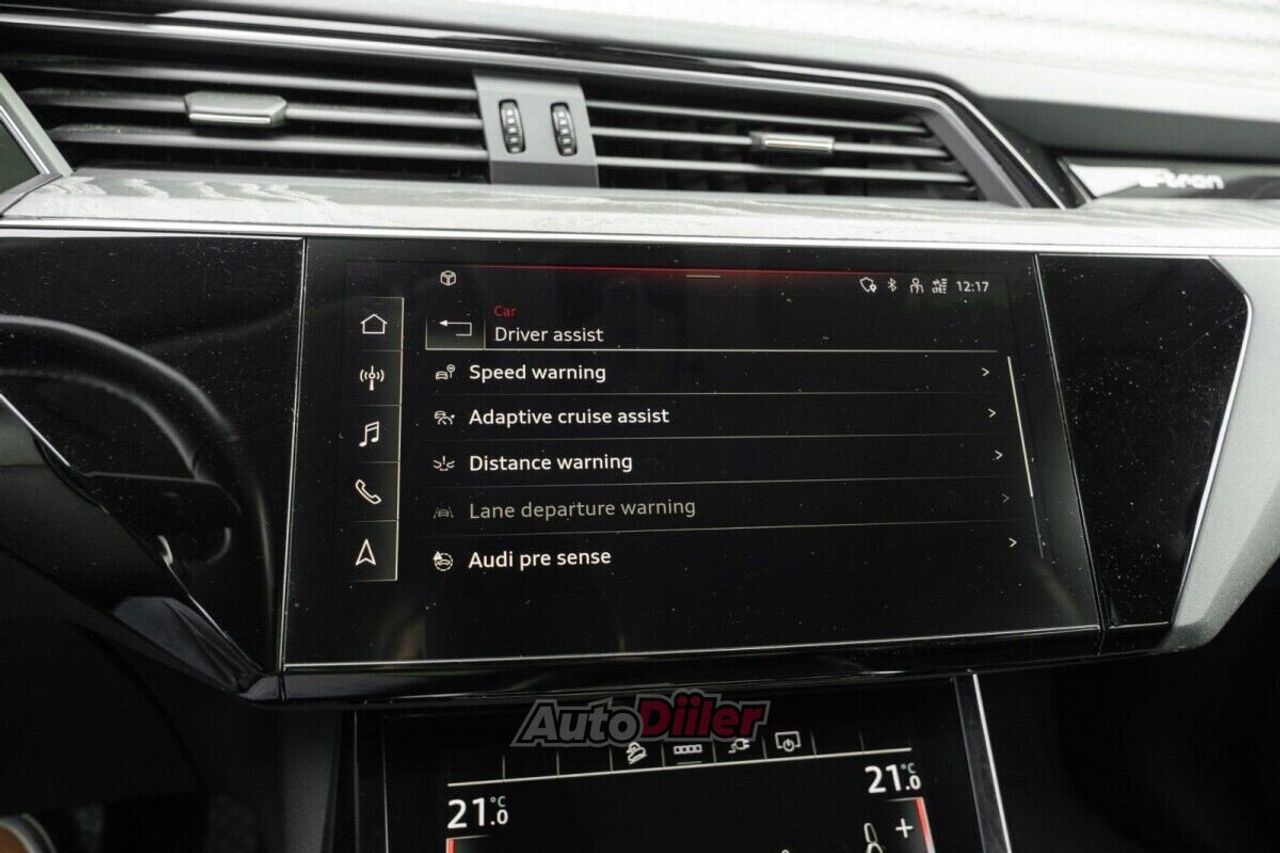 e-tron
12:17
Car
Driver assist
Speed warning
Adaptive cruise assist
Distance warning
Lane departure warning
Audi pre sense
AutoDiiler
21.0 °C
21.0 °C